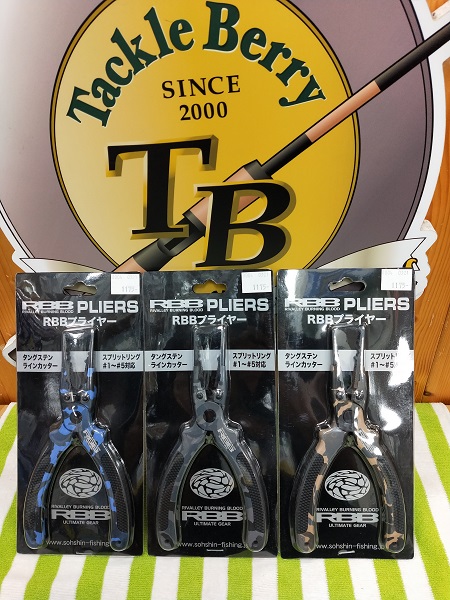 Tackle Berry
SINCE
2000
TB
RBB PLIERS
RIVALLEY BURNING BLOOD
RBBプライヤー
タングステン
ラインカッター
スプリットリング
#1〜#5対応
RIVALLEY BURNING BLOOD
RBB
ULTIMATE GEAR
www.sohshin-fishing.
RBB PLIERS
RIVALLEY BURNING BLOOD
RBBプライヤー
タングステン
ラインカッター
スプリットリング
#1〜#5対応
RIVALLEY BURNING BLOOD
RBB
ULTIMATE GEAR
www.sohshin-fishing.
RBB PLIERS
RIVALLEY BURNING BLOOD
RBBプライヤー
タングステン
ラインカッター
スプリットリング
#1〜#5対応
RIVALLEY BURNING BLOOD
RBB
ULTIMATE GEAR
www.sohshin-fishing.